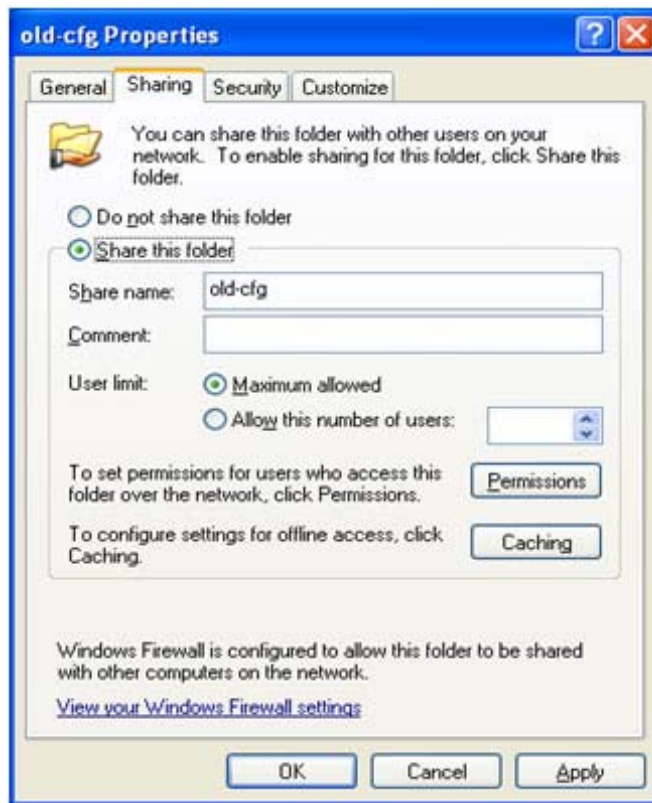 old-cfg Properties
General Sharing Security Customize
You can share this folder with other users on your
network. To enable sharing for this folder, click Share this
folder.
Do not share this folder
Share this folder
Share name: old-cfg
Comment:
User limit: Maximum allowed
Allow this number of users:
To set permissions for users who access this
folder over the network, click Permissions.
Permissions
To configure settings for offline access, click
Caching.
Caching
Windows Firewall is configured to allow this folder to be shared
with other computers on the network.
View your Windows Firewall settings
OK Cancel Apply